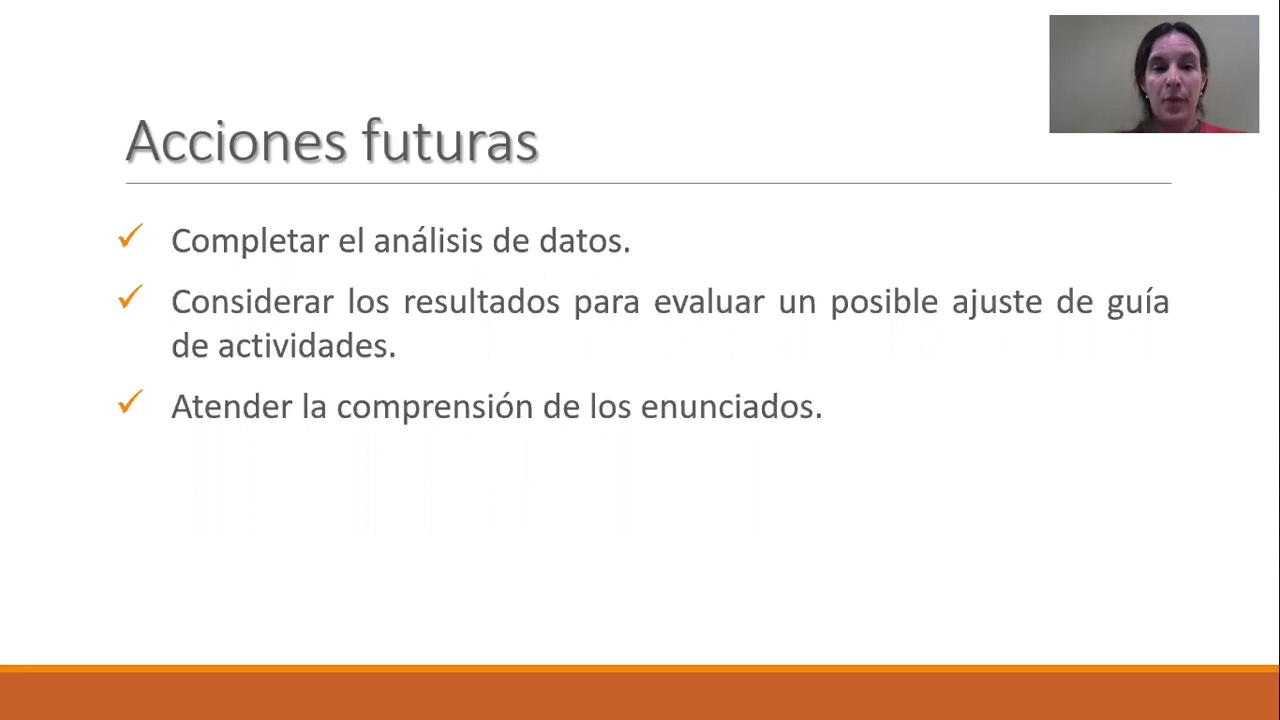 Acciones futuras
Completar el análisis de datos.
Considerar los resultados para evaluar un posible ajuste de guía
de actividades.
Atender la comprensión de los enunciados.